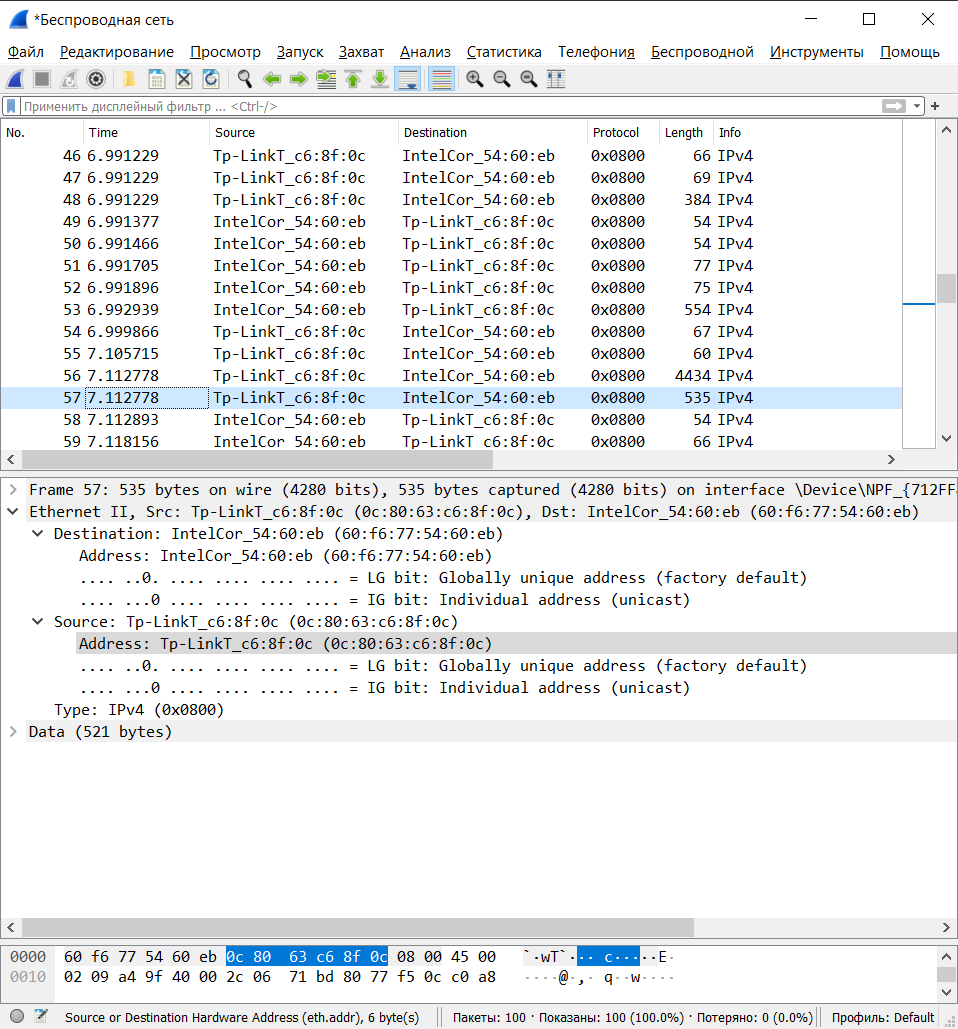 *Беспроводная сеть
Файл Редактирование Просмотр Запуск Захват Анализ Статистика Телефония Беспроводной Инструменты Помощь
Применить дисплейный фильтр ... <Ctrl-/>
No. Time Source Destination Protocol Length Info
46 6.991229 Tp-LinkT_c6:8f:0c IntelCor_54:60:eb 0x0800 66 IPv4
47 6.991229 Tp-LinkT_c6:8f:0c IntelCor_54:60:eb 0x0800 69 IPv4
48 6.991229 Tp-LinkT_c6:8f:0c IntelCor_54:60:eb 0x0800 384 IPv4
49 6.991377 IntelCor_54:60:eb Tp-LinkT_c6:8f:0c 0x0800 54 IPv4
50 6.991466 IntelCor_54:60:eb Tp-LinkT_c6:8f:0c 0x0800 54 IPv4
51 6.991705 IntelCor_54:60:eb Tp-LinkT_c6:8f:0c 0x0800 77 IPv4
52 6.991896 IntelCor_54:60:eb Tp-LinkT_c6:8f:0c 0x0800 75 IPv4
53 6.992939 IntelCor_54:60:eb Tp-LinkT_c6:8f:0c 0x0800 554 IPv4
54 6.999866 Tp-LinkT_c6:8f:0c IntelCor_54:60:eb 0x0800 67 IPv4
55 7.105715 Tp-LinkT_c6:8f:0c IntelCor_54:60:eb 0x0800 60 IPv4
56 7.112778 Tp-LinkT_c6:8f:0c IntelCor_54:60:eb 0x0800 4434 IPv4
57 7.112778 Tp-LinkT_c6:8f:0c IntelCor_54:60:eb 0x0800 535 IPv4
58 7.112893 IntelCor_54:60:eb Tp-LinkT_c6:8f:0c 0x0800 54 IPv4
59 7.118156 IntelCor_54:60:eb Tp-LinkT_c6:8f:0c 0x0800 66 IPv4
Frame 57: 535 bytes on wire (4280 bits), 535 bytes captured (4280 bits) on interface \Device\NPF_{712FF
Ethernet II, Src: Tp-LinkT_c6:8f:0c (0c:80:63:c6:8f:0c), Dst: IntelCor_54:60:eb (60:f6:77:54:60:eb)
Destination: IntelCor_54:60:eb (60:f6:77:54:60:eb)
Address: IntelCor_54:60:eb (60:f6:77:54:60:eb)
.... ..0. .... .... .... .... = LG bit: Globally unique address (factory default)
.... ...0 .... .... .... .... = IG bit: Individual address (unicast)
Source: Tp-LinkT_c6:8f:0c (0c:80:63:c6:8f:0c)
Address: Tp-LinkT_c6:8f:0c (0c:80:63:c6:8f:0c)
.... ..0. .... .... .... .... = LG bit: Globally unique address (factory default)
.... ...0 .... .... .... .... = IG bit: Individual address (unicast)
Type: IPv4 (0x0800)
Data (521 bytes)
0000 60 f6 77 54 60 eb 0c 80 63 c6 8f 0c 08 00 45 00 `·wT`··· c·····E·
0010 02 09 a4 9f 40 00 2c 06 71 bd 80 77 f5 0c c0 a8 ····@·,· q··w····
Source or Destination Hardware Address (eth.addr), 6 byte(s) Пакеты: 100 · Показаны: 100 (100.0%) · Потеряно: 0 (0.0%) Профиль: Default